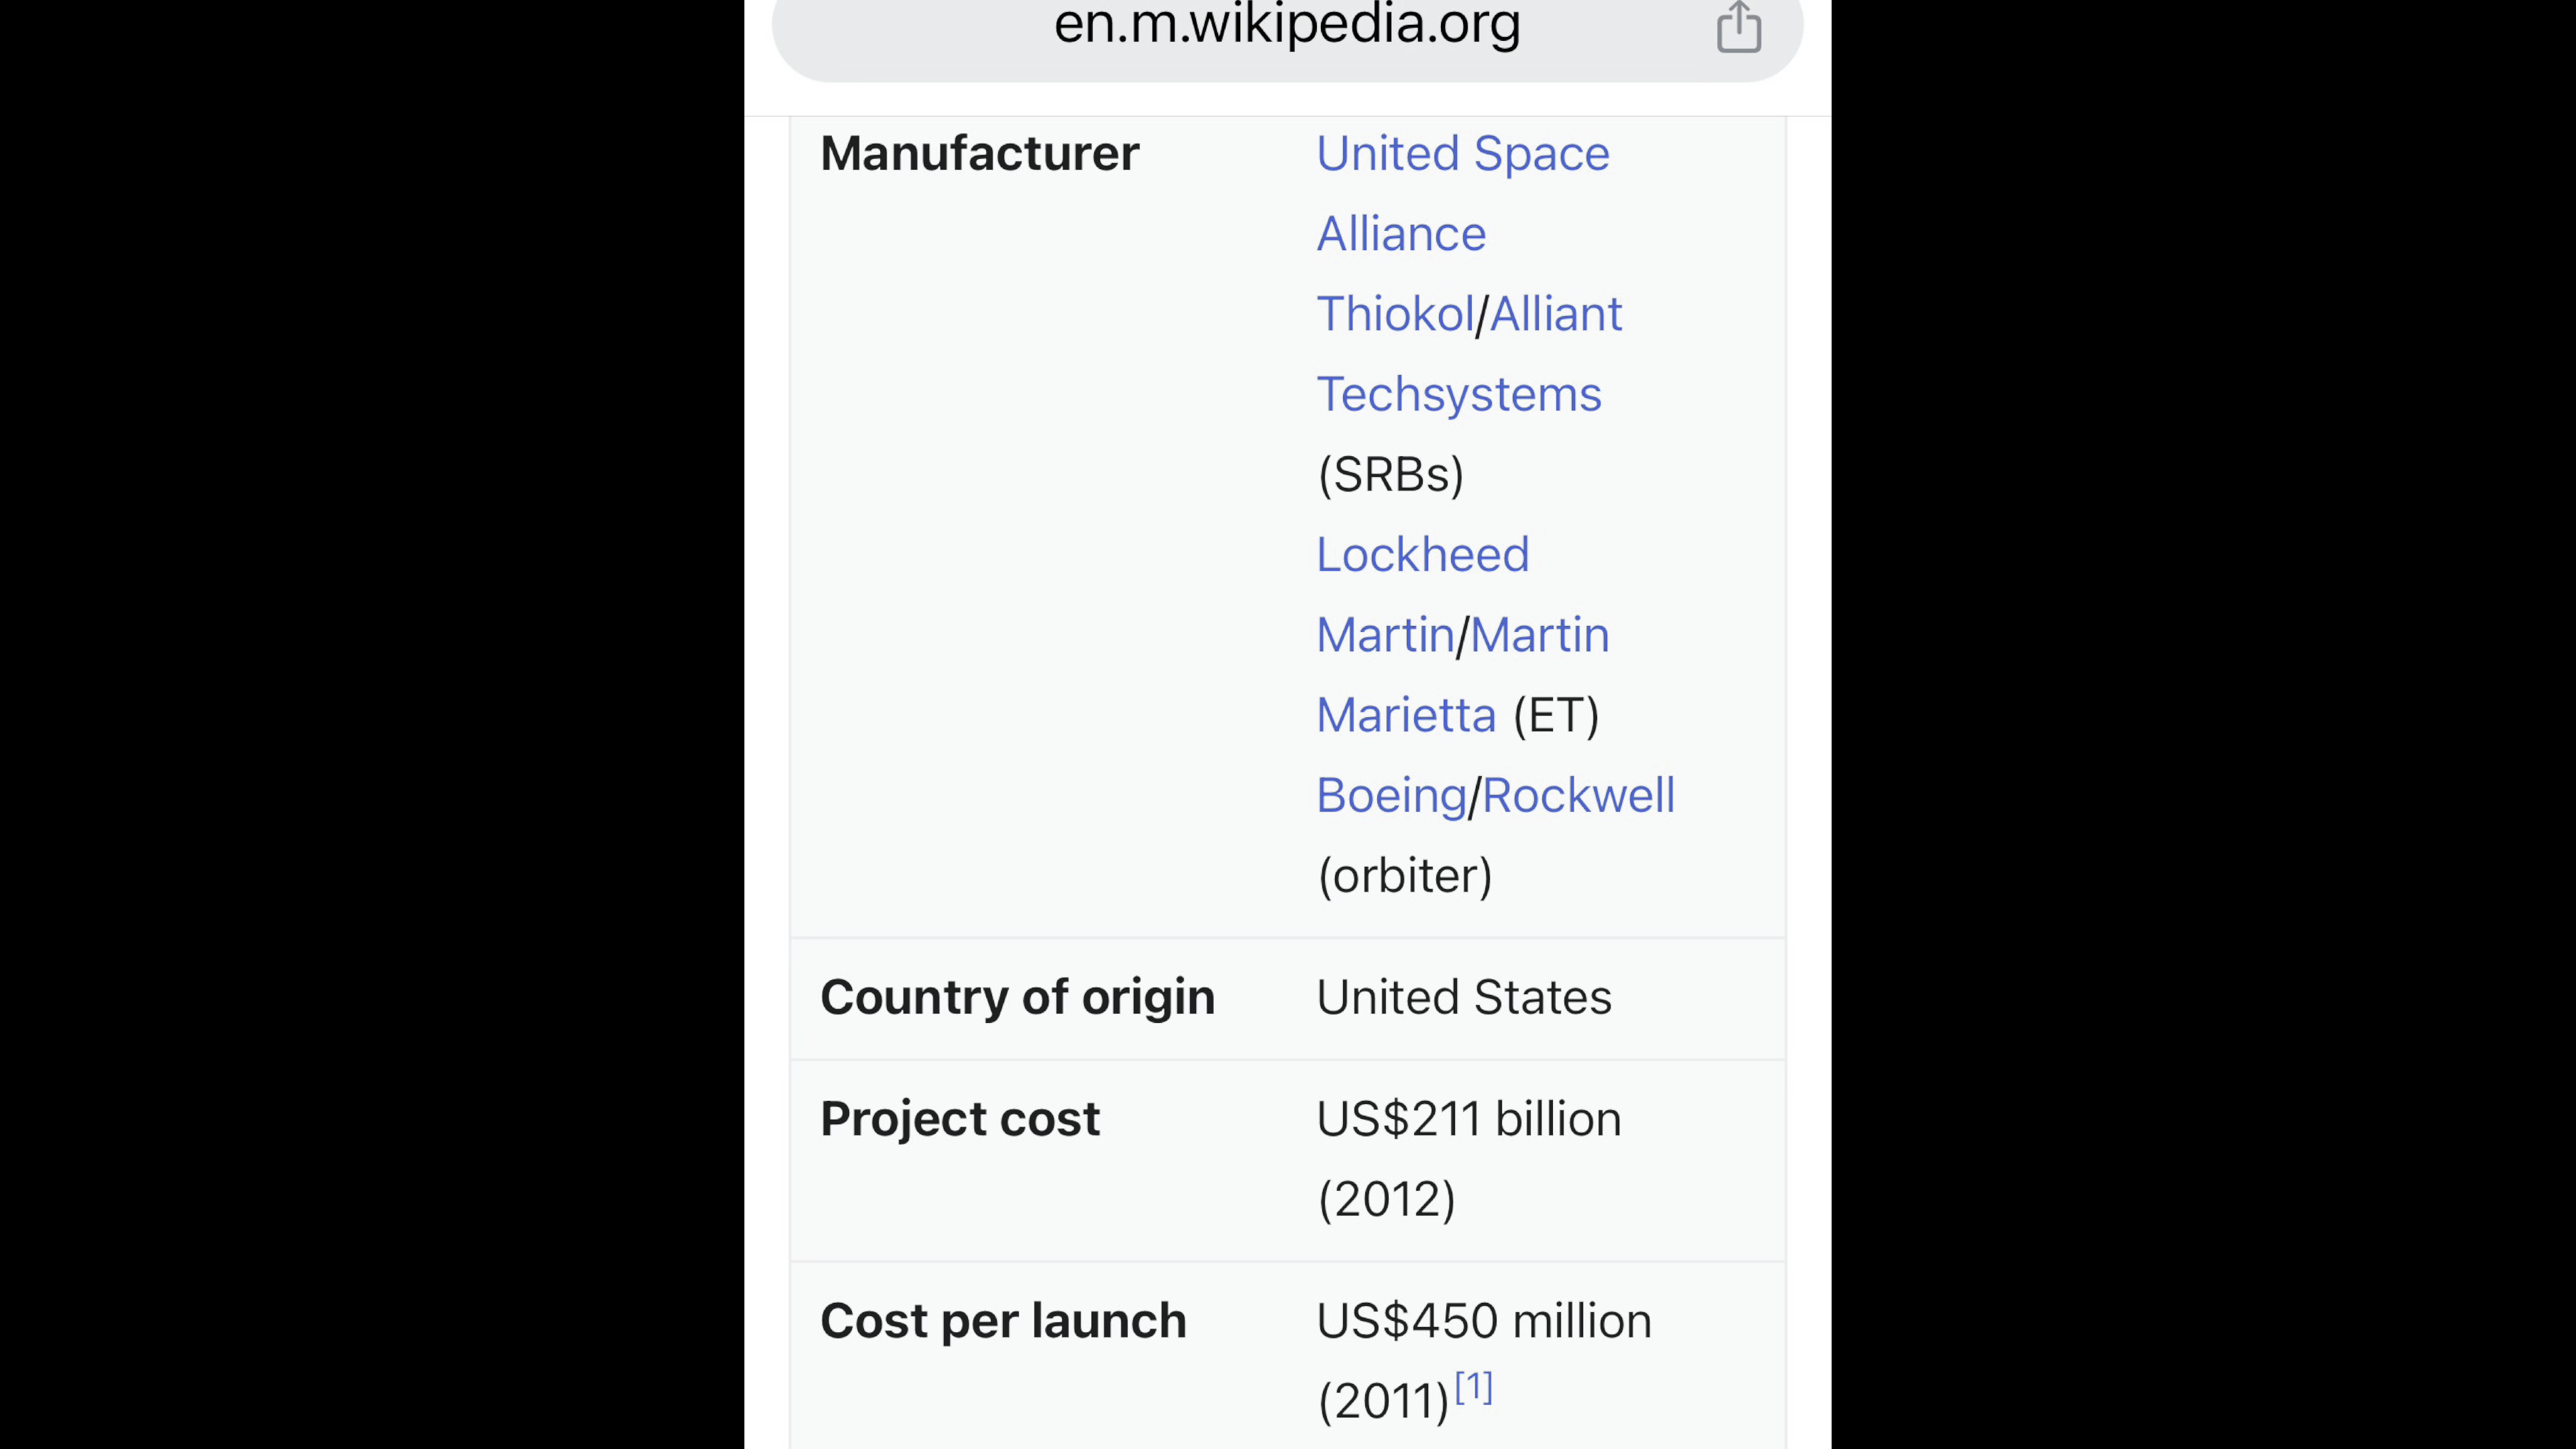 en.m.wikipedia.org
Manufacturer United Space
Alliance
Thiokol/Alliant
Techsystems
(SRBs)
Lockheed
Martin/Martin
Marietta (ET)
Boeing/Rockwell
(orbiter)
Country of origin United States
Project cost US$211 billion
(2012)
Cost per launch US$450 million
(2011)[1]